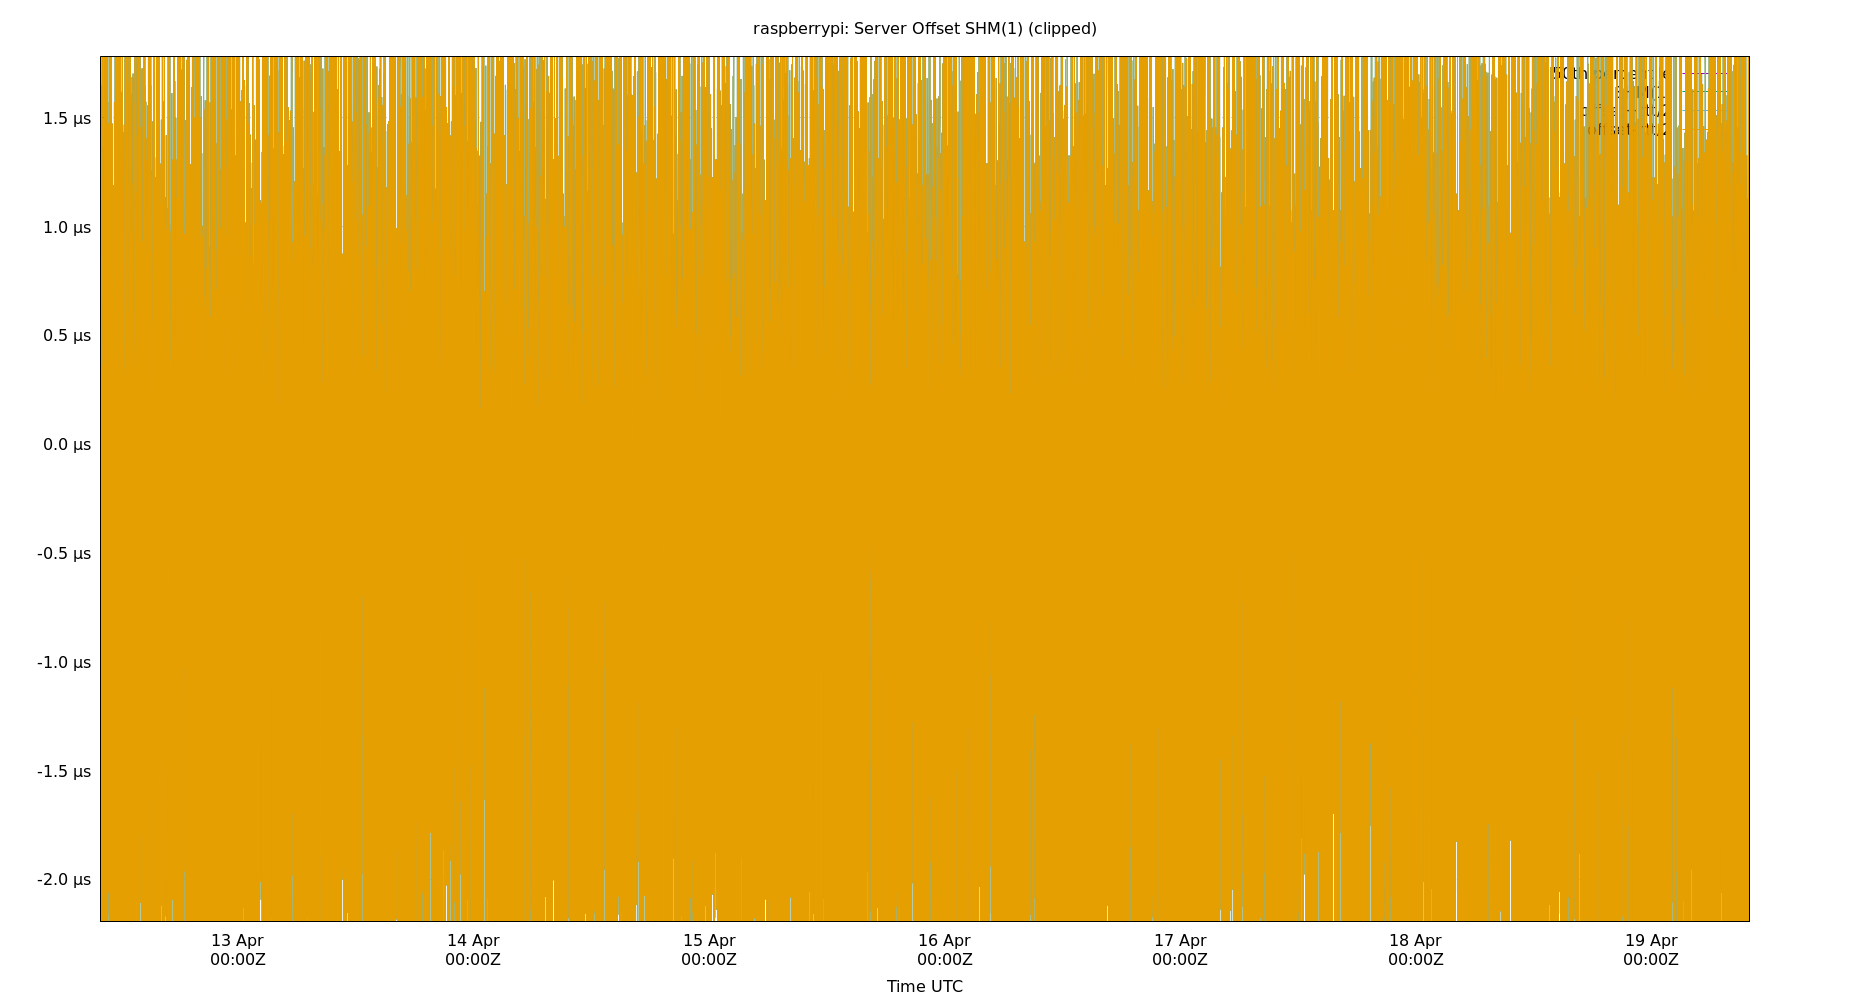 raspberrypi: Server Offset SHM(1) (clipped)
1.5 µs
1.0 µs
0.5 µs
0.0 µs
-0.5 µs
-1.0 µs
-1.5 µs
-2.0 µs
13 Apr 14 Apr 15 Apr 16 Apr 17 Apr 18 Apr 19 Apr
00:00Z 00:00Z 00:00Z 00:00Z 00:00Z 00:00Z 00:00Z
Time UTC